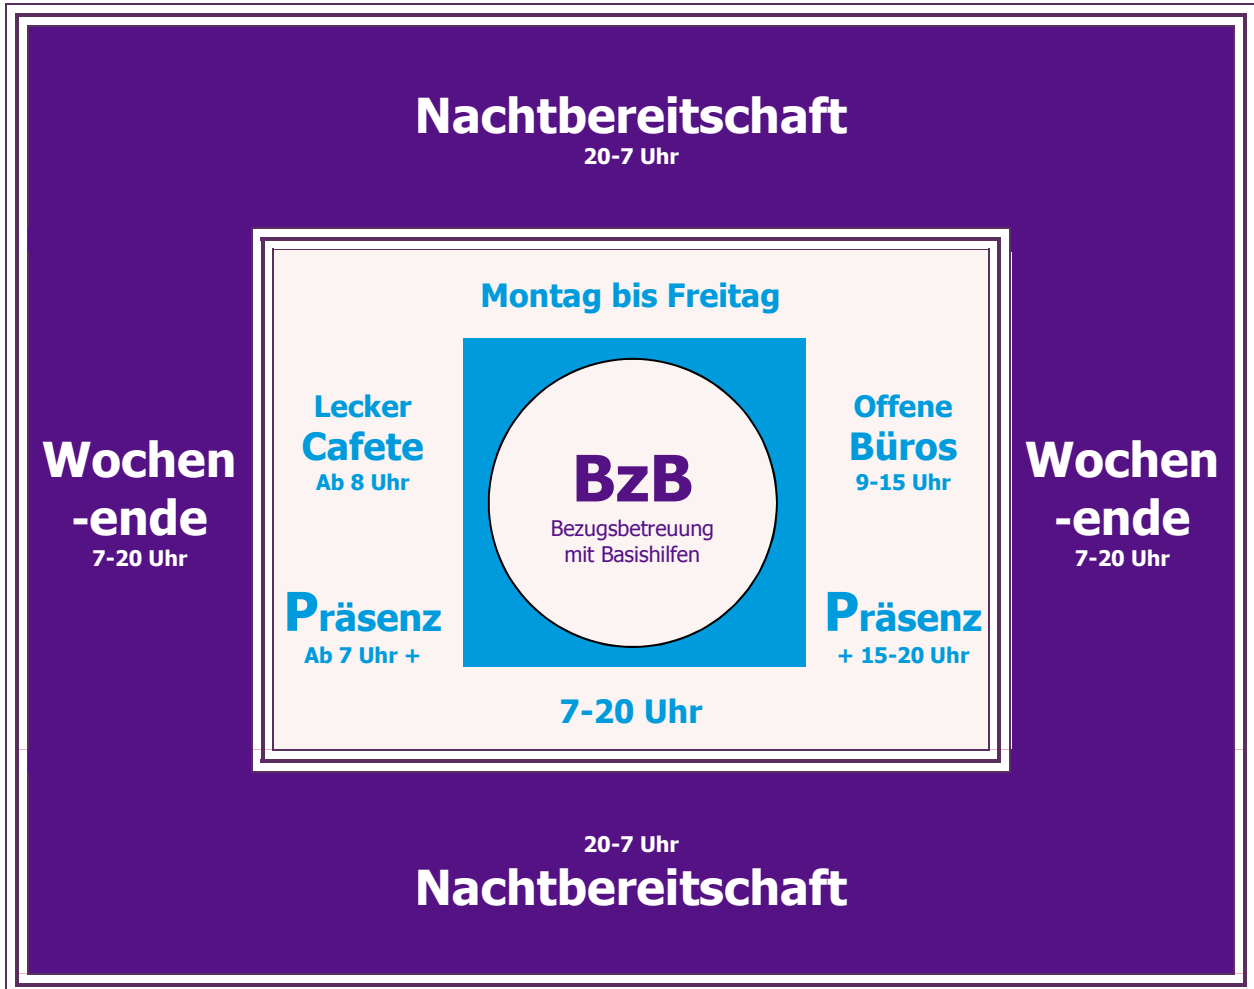 Nachtbereitschaft
20-7 Uhr
Montag bis Freitag
Lecker
Cafete
Ab 8 Uhr
Offene
Büros
9-15 Uhr
Wochen
-ende
7-20 Uhr
BzB
Bezugsbetreuung
mit Basishilfen
Wochen
-ende
7-20 Uhr
Präsenz
Ab 7 Uhr +
Präsenz
+ 15-20 Uhr
7-20 Uhr
20-7 Uhr
Nachtbereitschaft